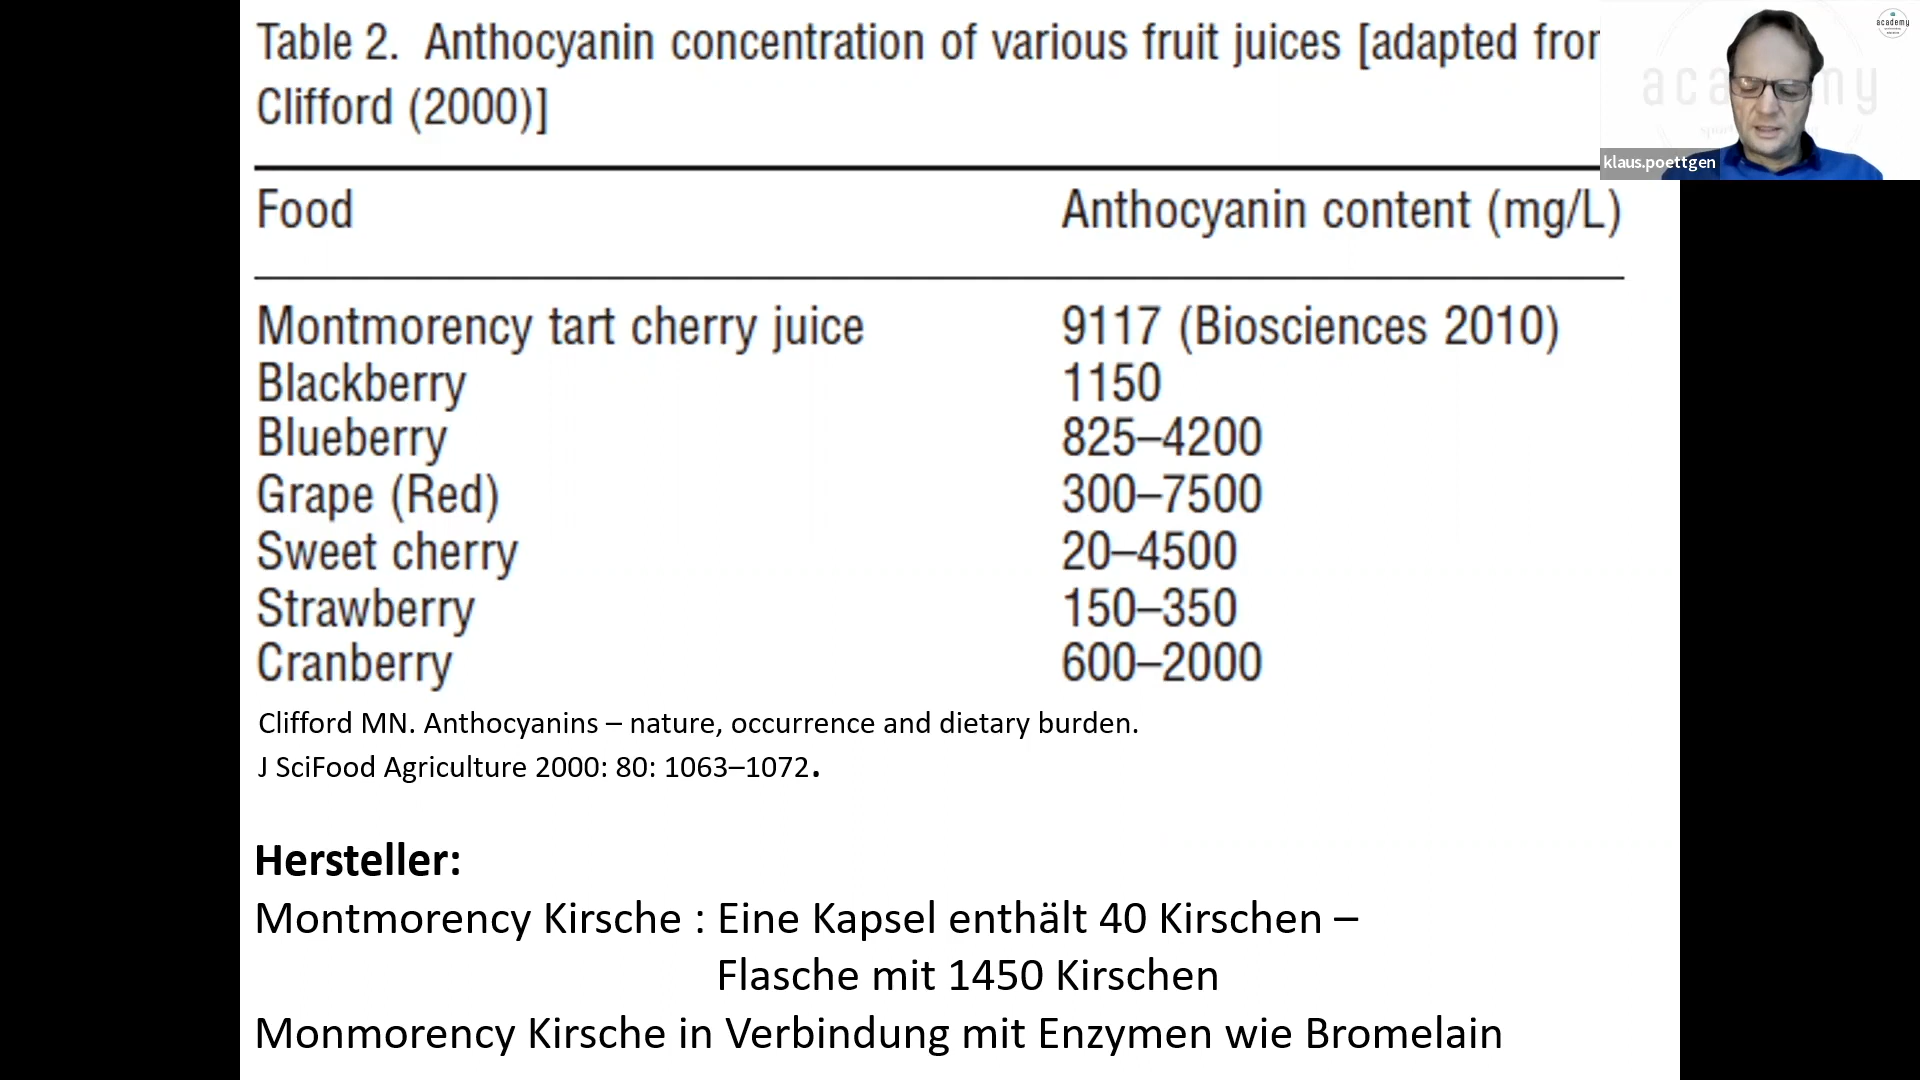 Table 2. Anthocyanin concentration of various fruit juices [adapted from
Clifford (2000)]
Food Anthocyanin content (mg/L)
Montmorency tart cherry juice 9117 (Biosciences 2010)
Blackberry 1150
Blueberry 825–4200
Grape (Red) 300–7500
Sweet cherry 20–4500
Strawberry 150–350
Cranberry 600–2000
Clifford MN. Anthocyanins – nature, occurrence and dietary burden.
J SciFood Agriculture 2000: 80: 1063–1072.
Hersteller:
Montmorency Kirsche : Eine Kapsel enthält 40 Kirschen –
Flasche mit 1450 Kirschen
Monmorency Kirsche in Verbindung mit Enzymen wie Bromelain
academy
klaus.poettgen
academy